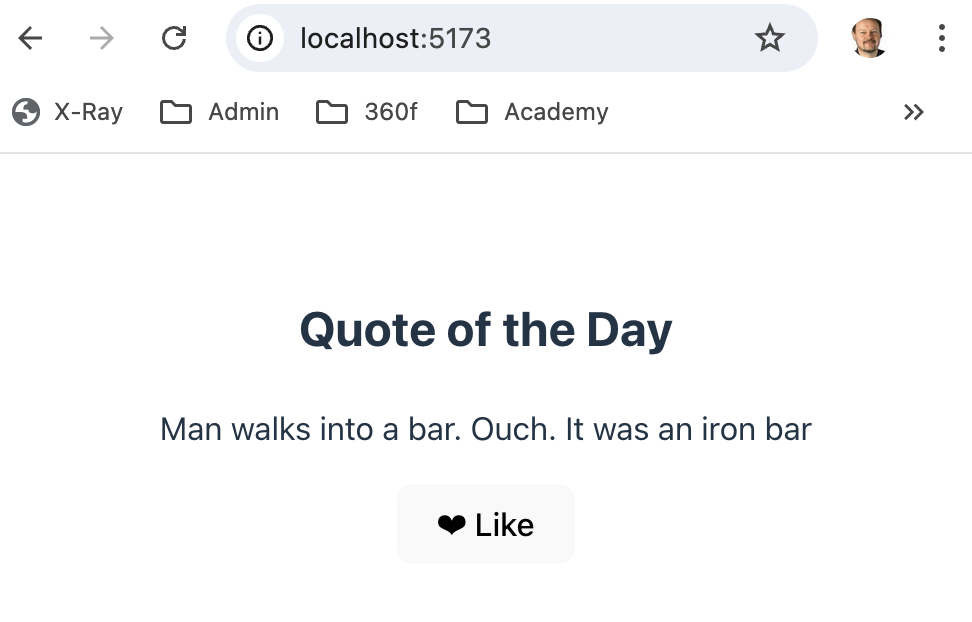 localhost:5173
X-Ray Admin 360f Academy
Quote of the Day
Man walks into a bar. Ouch. It was an iron bar
❤ Like